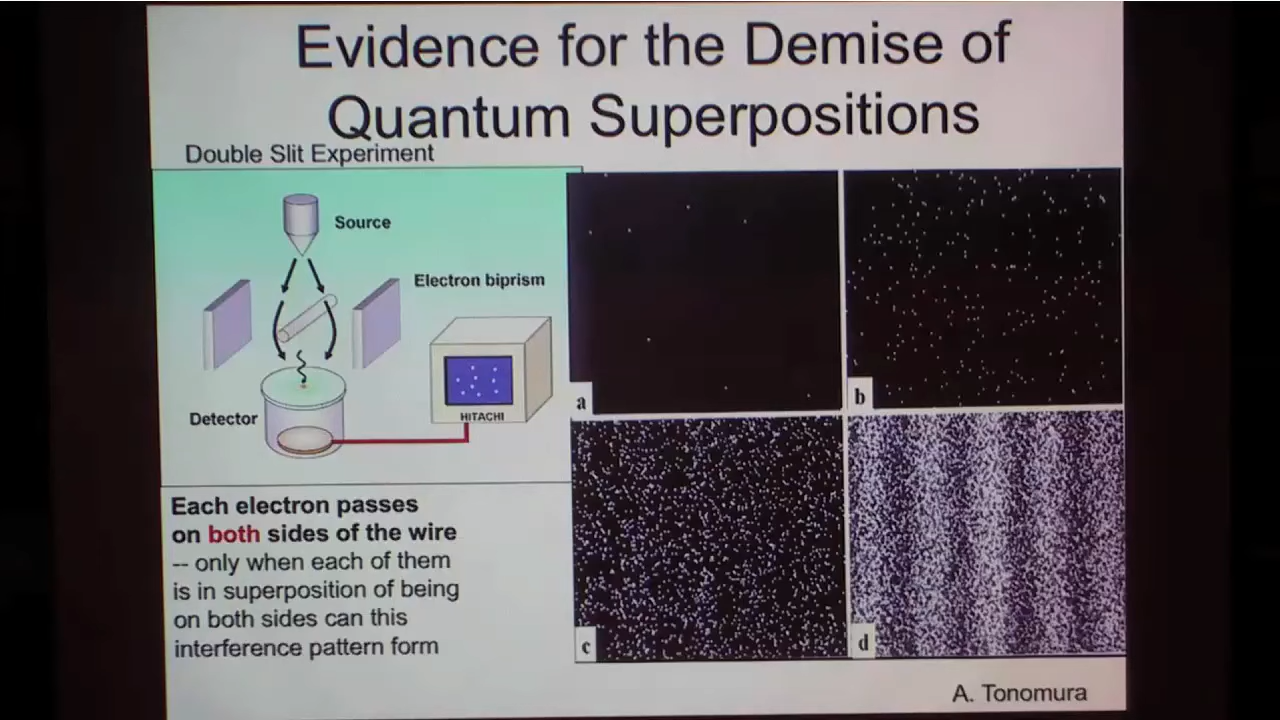 Evidence for the Demise of
Quantum Superpositions
Double Slit Experiment
Source
Electron biprism
HITACHI
Detector
a
b
c
d
Each electron passes
on both sides of the wire
-- only when each of them
is in superposition of being
on both sides can this
interference pattern form
A. Tonomura